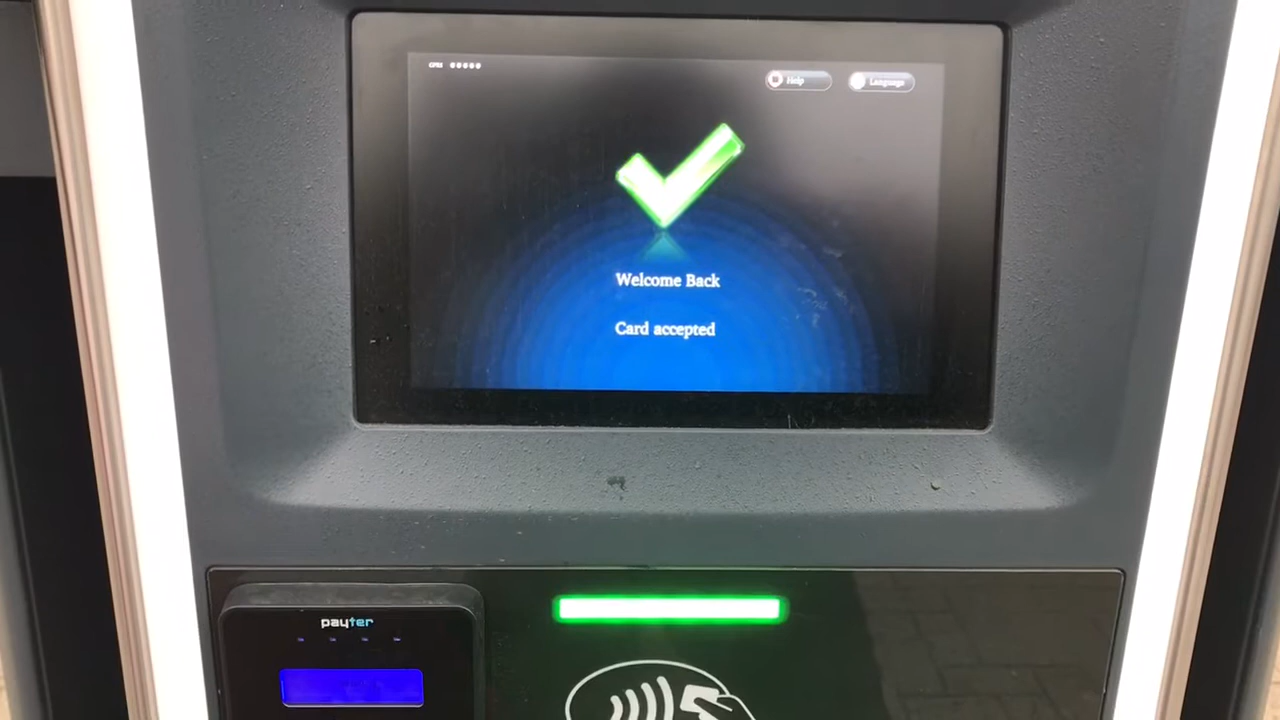 Help
Language
Welcome Back
Card accepted
payter